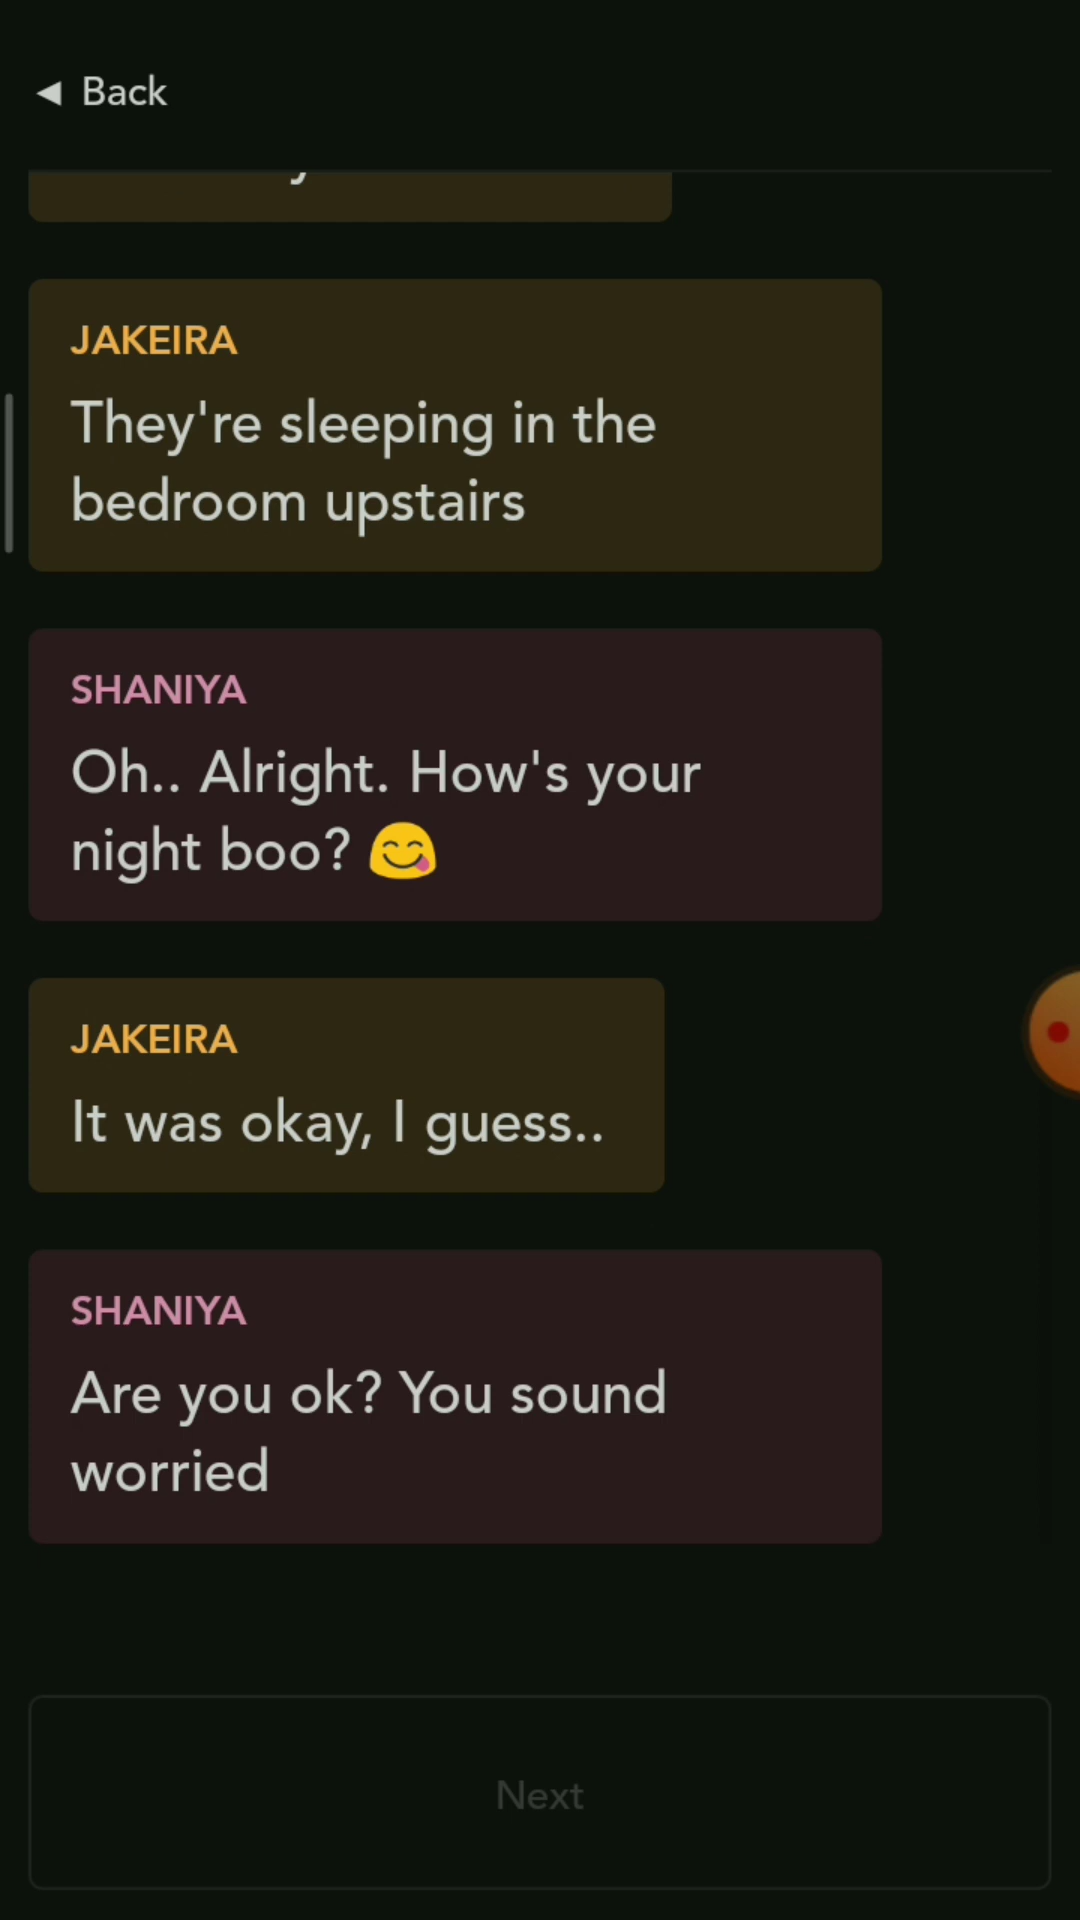 Back
JAKEIRA
They're sleeping in the
bedroom upstairs
SHANIYA
Oh.. Alright. How's your
night boo? 😋
JAKEIRA
It was okay, I guess..
SHANIYA
Are you ok? You sound
worried
Next